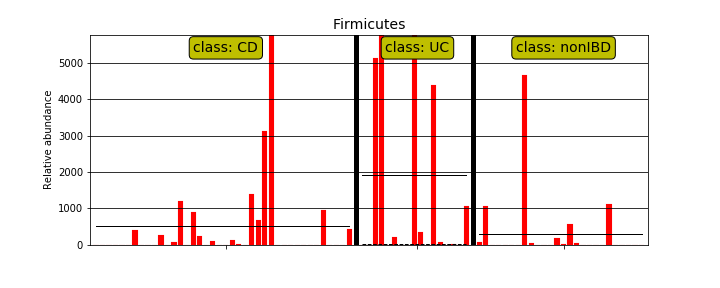 Firmicutes
class: CD
class: UC
class: nonIBD
5000
4000
3000
2000
1000
0
Relative abundance